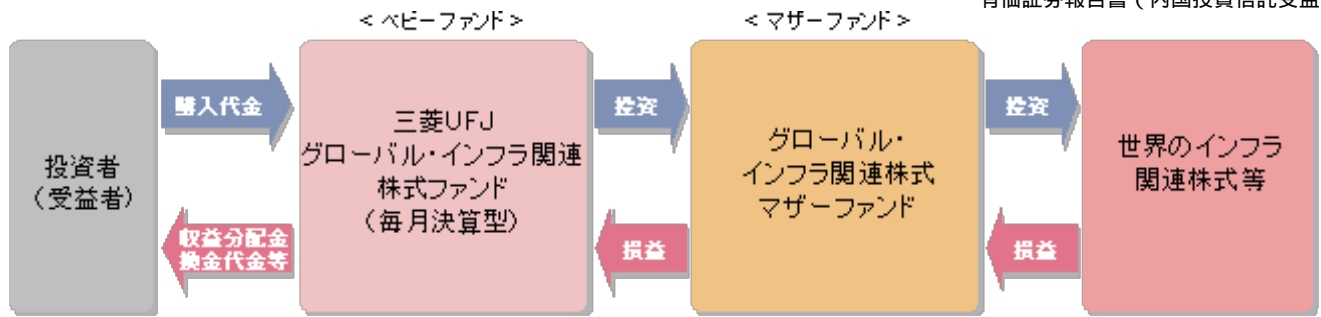 有価証券報告書（内国投資信託受益
＜ベビーファンド＞
＜マザーファンド＞
投資者
（受益者）
購入代金
収益分配金
換金代金等
三菱UFJ
グローバル・インフラ関連
株式ファンド
（毎月決算型）
投資
損益
グローバル・
インフラ関連株式
マザーファンド
投資
損益
世界のインフラ
関連株式等